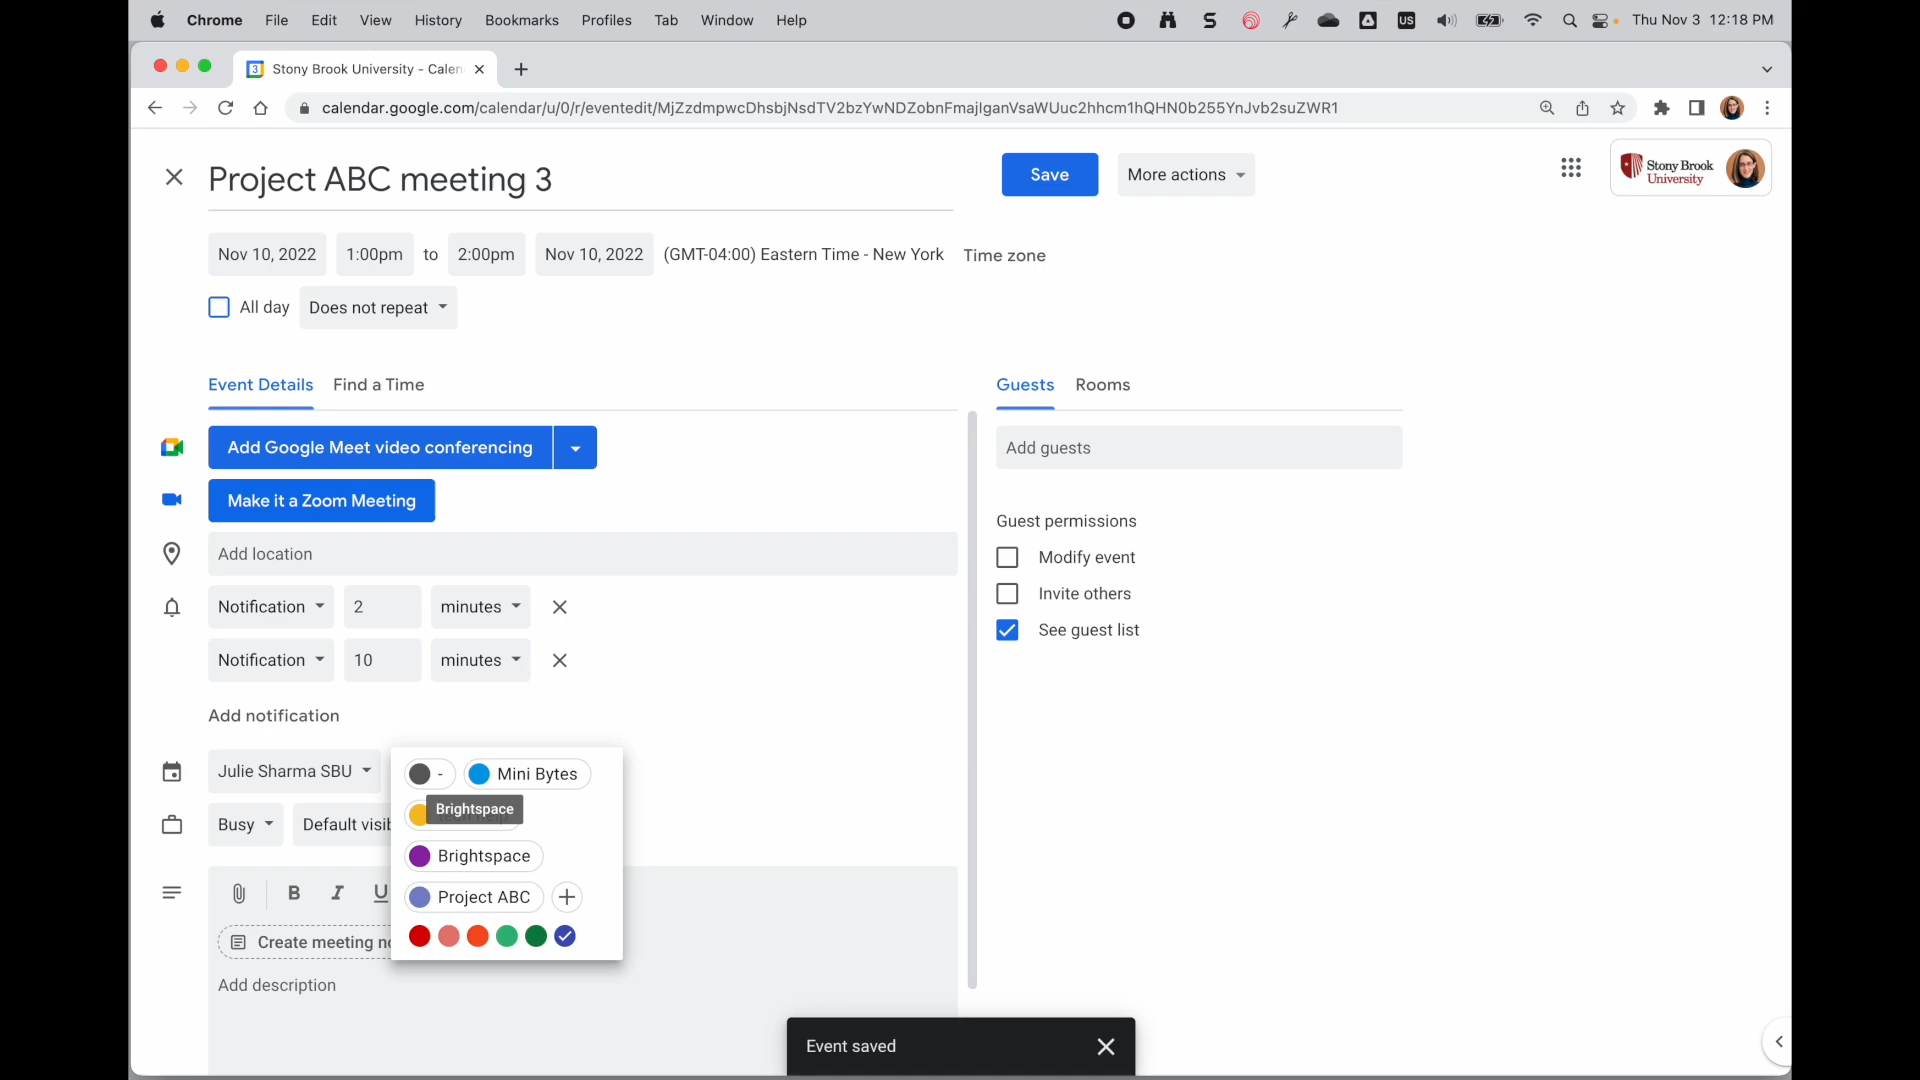 Chrome File Edit View History Bookmarks Profiles Tab Window Help
S US Thu Nov 3 12:18 PM
3 Stony Brook University - Calen
calendar.google.com/calendar/u/0/r/eventedit/MjZzdmpwcDhsbjNsdTV2bzYwNDZobnFmajlganVsaWUuc2hhcm1hQHN0b255YnJvb2suZWR1
Project ABC meeting 3
Save
More actions
Stony Brook
University
Nov 10, 2022 1:00pm to 2:00pm Nov 10, 2022 (GMT-04:00) Eastern Time - New York Time zone
All day Does not repeat
Event Details Find a Time
Guests Rooms
Add Google Meet video conferencing
Add guests
Make it a Zoom Meeting
Guest permissions
Add location
Modify event
Notification 2 minutes
Invite others
See guest list
Notification 10 minutes
Add notification
Julie Sharma SBU
- Mini Bytes
Brightspace
Busy Default visib
Brightspace
Project ABC
B I U
Create meeting no
Add description
Event saved